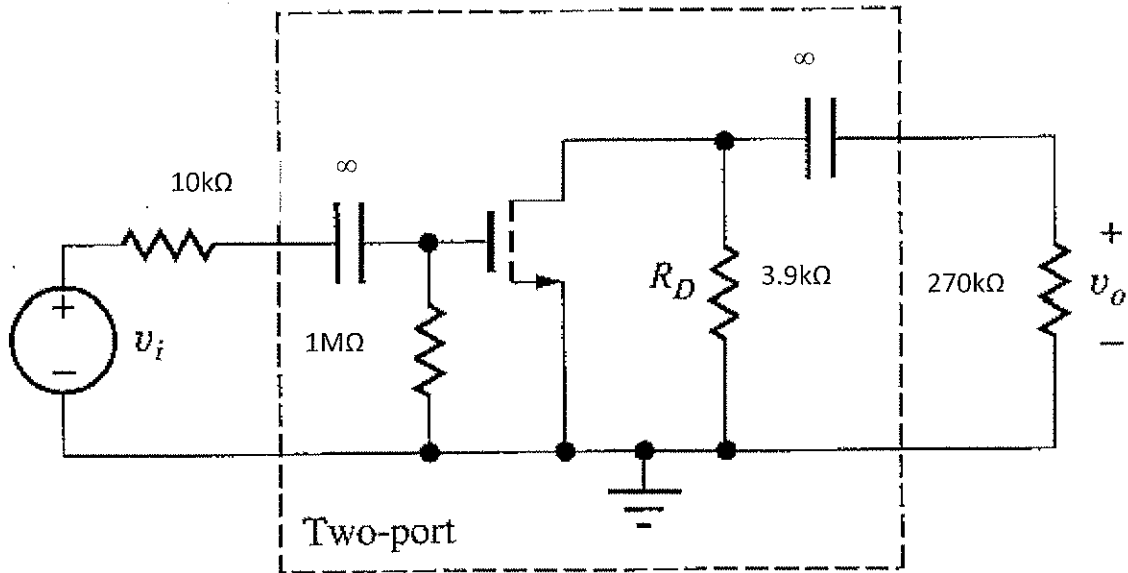 ∞
∞
10kΩ
+
R_D
3.9kΩ
270kΩ
v_o
+
v_i
1MΩ
−
−
Two-port